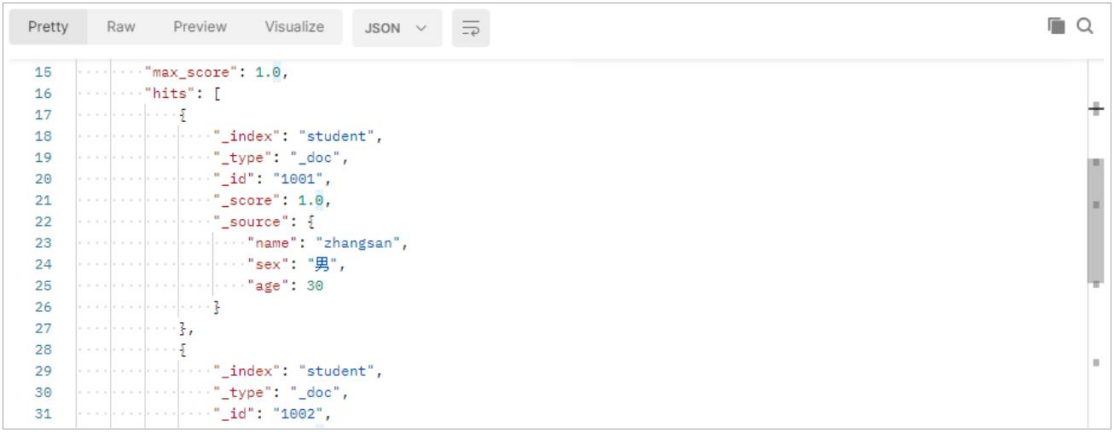 Pretty Raw Preview Visualize JSON
15 "max_score": 1.0,
16 "hits": [
17 {
18 "_index": "student",
19 "_type": "_doc",
20 "_id": "1001",
21 "_score": 1.0,
22 "_source": {
23 "name": "zhangsan",
24 "sex": "男",
25 "age": 30
26 }
27 },
28 {
29 "_index": "student",
30 "_type": "_doc",
31 "_id": "1002",